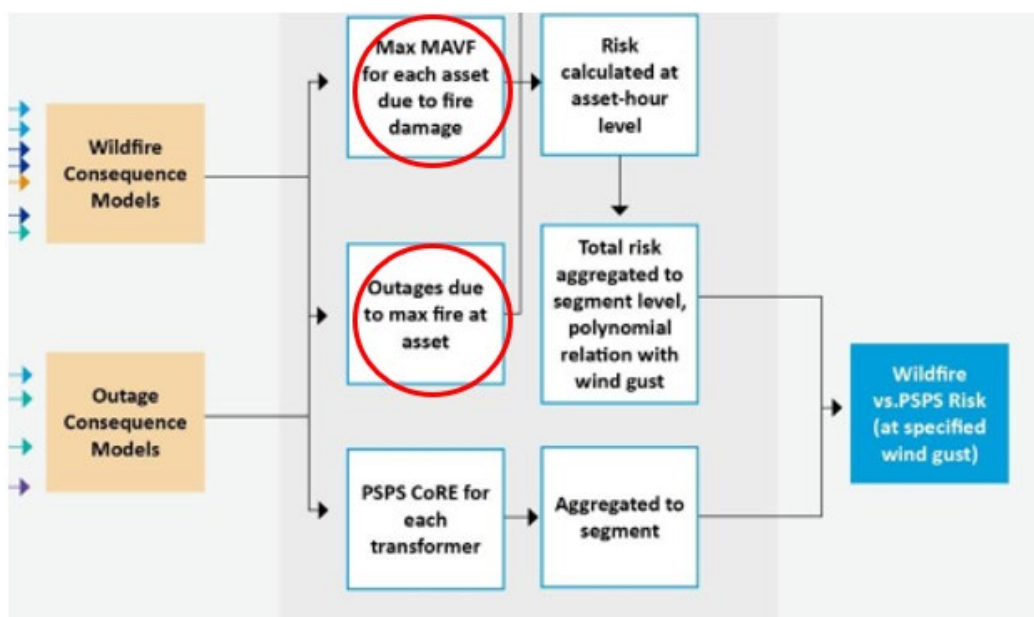 Max MAVF
for each asset
due to fire
damage
Risk
calculated at
asset-hour
level
Wildfire
Consequence
Models
Outages due
to max fire at
asset
Total risk
aggregated to
segment level,
polynomial
relation with
wind gust
Outage
Consequence
Models
Wildfire
vs.PSPS Risk
(at specified
wind gust)
PSPS CoRE for
each
transformer
Aggregated to
segment